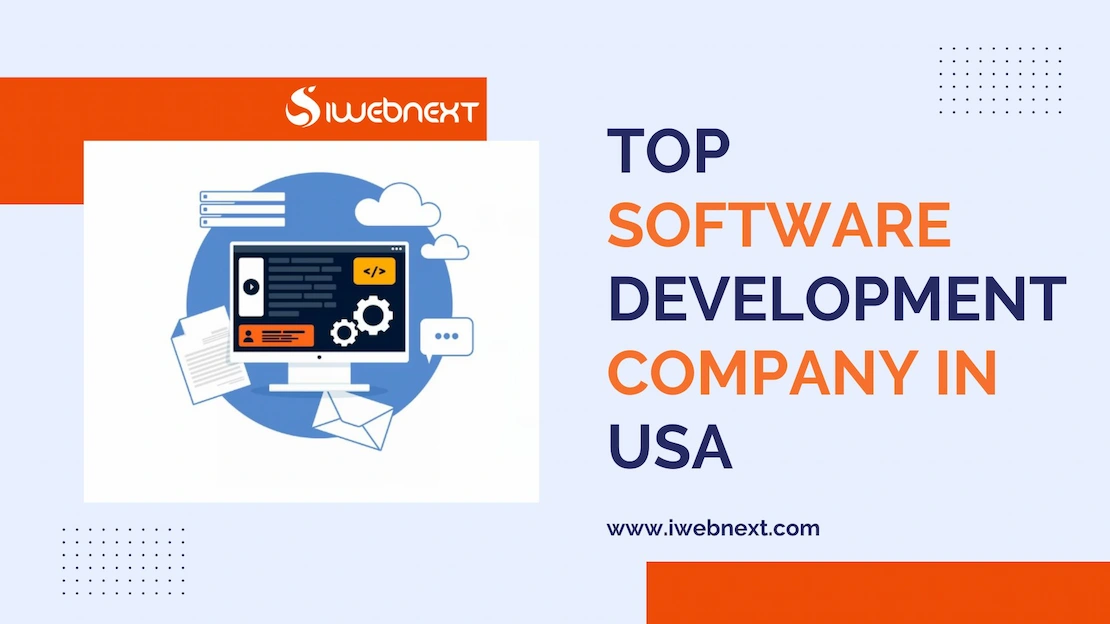 IWEBNEXT
TOP
SOFTWARE
DEVELOPMENT
COMPANY IN
USA
www.iwebnext.com
</>